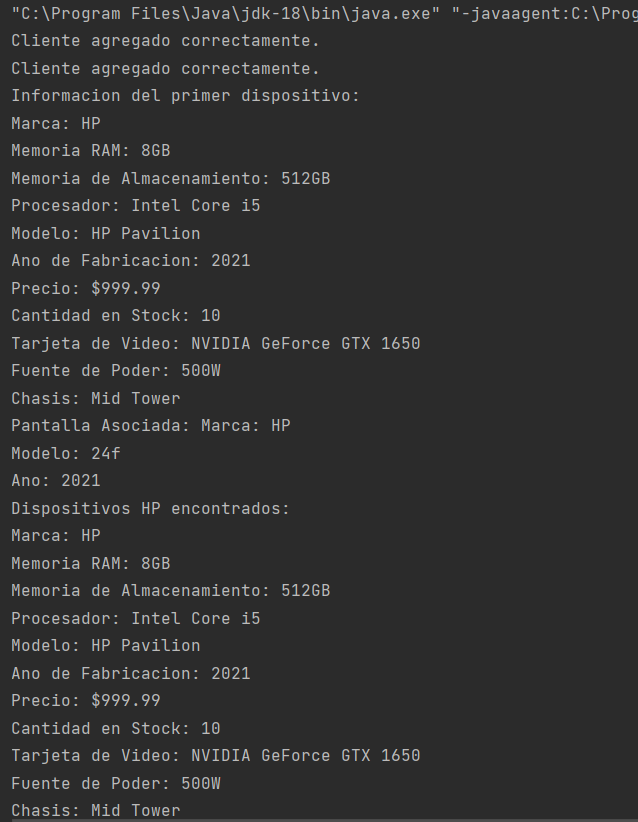 "C:\Program Files\Java\jdk-18\bin\java.exe" "-javaagent:C:\Prog
Cliente agregado correctamente.
Cliente agregado correctamente.
Informacion del primer dispositivo:
Marca: HP
Memoria RAM: 8GB
Memoria de Almacenamiento: 512GB
Procesador: Intel Core i5
Modelo: HP Pavilion
Ano de Fabricacion: 2021
Precio: $999.99
Cantidad en Stock: 10
Tarjeta de Video: NVIDIA GeForce GTX 1650
Fuente de Poder: 500W
Chasis: Mid Tower
Pantalla Asociada: Marca: HP
Modelo: 24f
Ano: 2021
Dispositivos HP encontrados:
Marca: HP
Memoria RAM: 8GB
Memoria de Almacenamiento: 512GB
Procesador: Intel Core i5
Modelo: HP Pavilion
Ano de Fabricacion: 2021
Precio: $999.99
Cantidad en Stock: 10
Tarjeta de Video: NVIDIA GeForce GTX 1650
Fuente de Poder: 500W
Chasis: Mid Tower